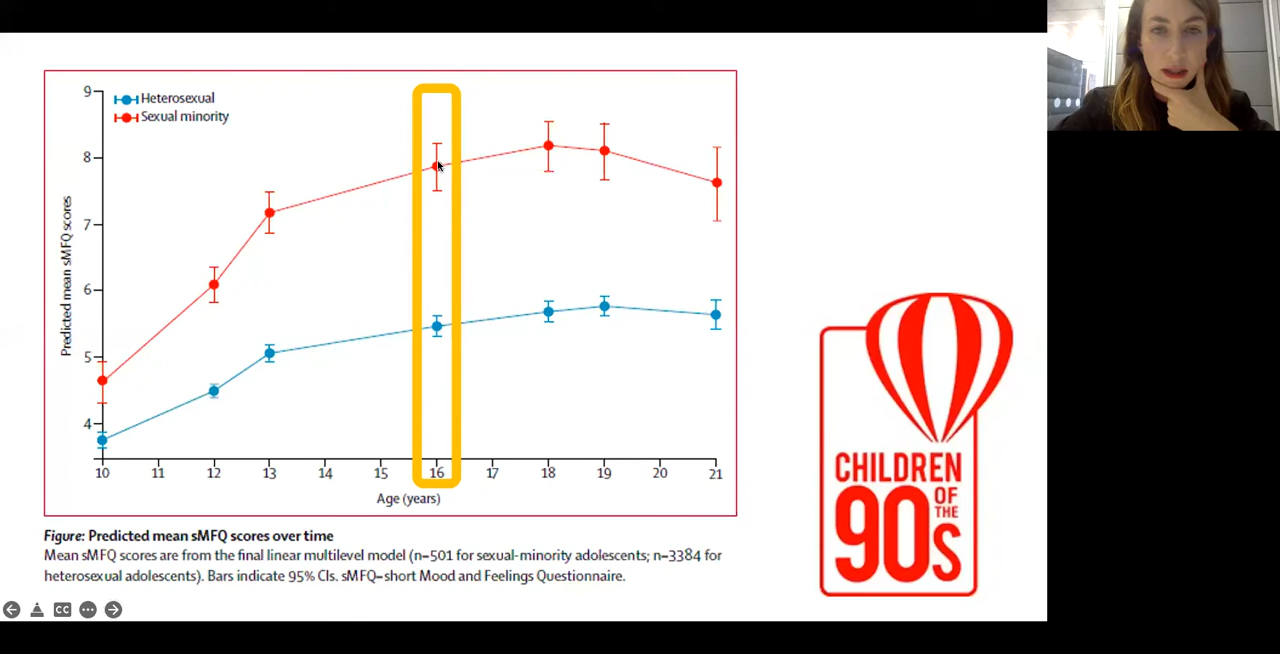 9
8
7
6
5
4
Predicted mean sMFQ scores
Heterosexual
Sexual minority
10 11 12 13 14 15 16 17 18 19 20 21
Age (years)
Figure: Predicted mean sMFQ scores over time
Mean sMFQ scores are from the final linear multilevel model (n=501 for sexual-minority adolescents; n=3384 for
heterosexual adolescents). Bars indicate 95% CIs. sMFQ=short Mood and Feelings Questionnaire.
CHILDREN
90s
OF
THE
CC